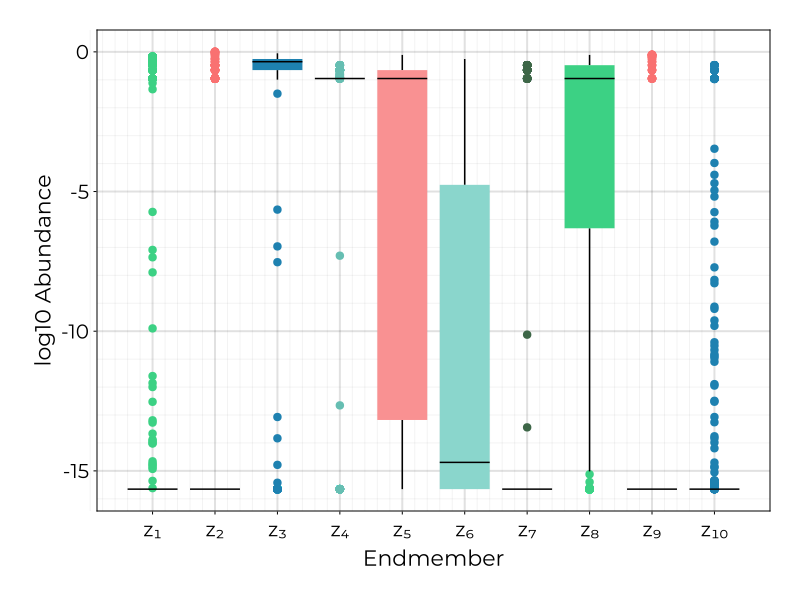 0
-5
-10
-15
log10 Abundance
z₁ z₂ z₃ z₄ z₅ z₆ z₇ z₈ z₉ z₁₀
Endmember